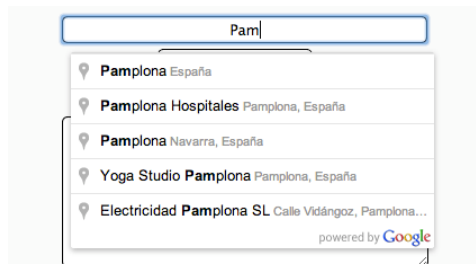 Pam
Pamplona España
Pamplona Hospitales Pamplona, España
Pamplona Navarra, España
Yoga Studio Pamplona Pamplona, España
Electricidad Pamplona SL Calle Vidángoz, Pamplona...
powered by Google